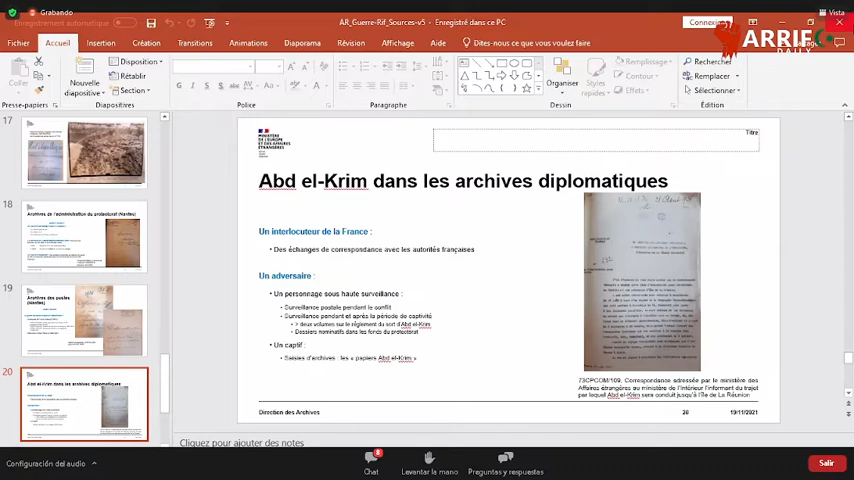 Grabando
Vista
Enregistrement automatique
AR_Guerre-Rif_Sources-v5 - Enregistré dans ce PC
Connexion
Fichier Accueil Insertion Création Transitions Animations Diaporama Révision Affichage Aide Dites-nous ce que vous voulez faire
ARRIF
DAILY
Coller
Nouvelle
diapositive
Disposition
Rétablir
Section
Organiser
Styles
rapides
Remplissage
Contour
Effets
Rechercher
Remplacer
Sélectionner
Presse-papiers Diapositives Police Paragraphe Dessin Édition
17
18
Archives de l'administration du protectorat (Nantes)
19
Archives des postes
(Nantes)
20
Abd el-Krim dans les archives diplomatiques
MINISTÈRE
DE L'EUROPE
ET DES AFFAIRES
ÉTRANGÈRES
Titre
Abd el-Krim dans les archives diplomatiques
Un interlocuteur de la France :
• Des échanges de correspondance avec les autorités françaises
Un adversaire :
• Un personnage sous haute surveillance :
Surveillance postale pendant le conflit
Surveillance pendant et après la période de captivité
• > deux volumes sur le règlement du sort d'Abd el-Krim
• Dossiers nominatifs dans les fonds du protectorat
• Un captif :
Saisies d'archives : les « papiers Abd el-Krim »
73CPCOM/109, Correspondance adressée par le ministère des
Affaires étrangères au ministère de l'Intérieur l'informant du trajet
par lequel Abd el-Krim sera conduit jusqu'à l'île de La Réunion
Direction des Archives
19/11/2021
Cliquez pour ajouter des notes
Configuración del audio
8
Chat
Levantar la mano
Preguntas y respuestas
Salir